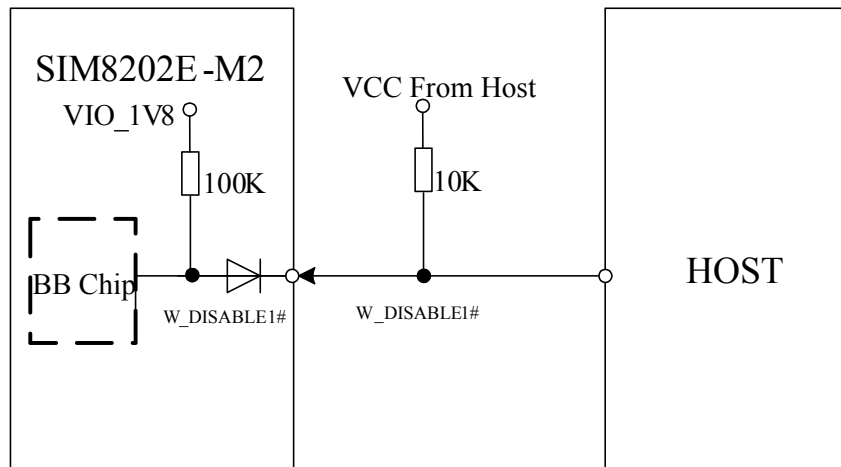 SIM8202E-M2
VCC From Host
VIO_1V8
100K
10K
BB Chip
HOST
W_DISABLE1#
W_DISABLE1#